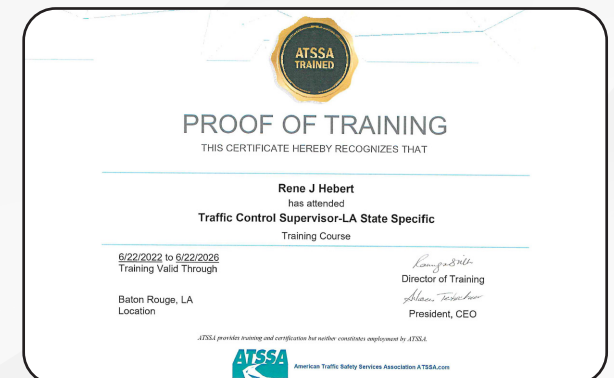 ATSSA
TRAINED
PROOF OF TRAINING
THIS CERTIFICATE HEREBY RECOGNIZES THAT
Rene J Hebert
has attended
Traffic Control Supervisor-LA State Specific
Training Course
6/22/2022 to 6/22/2026
Training Valid Through
Director of Training
Baton Rouge, LA
Location
President, CEO
ATSSA provides training and certification but neither constitutes employment by ATSSA.
ATSSA
American Traffic Safety Services Association ATSSA.com